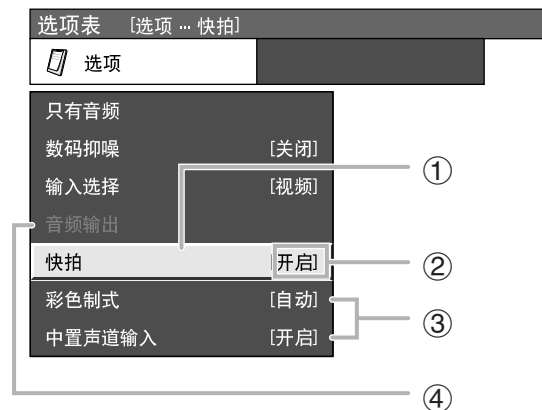 选项表 [选项 … 快拍]
选项
只有音频
数码抑噪 [关闭]
输入选择 [视频]
音频输出
快拍 [开启]
彩色制式 [自动]
中置声道输入 [开启]
①
②
③
④